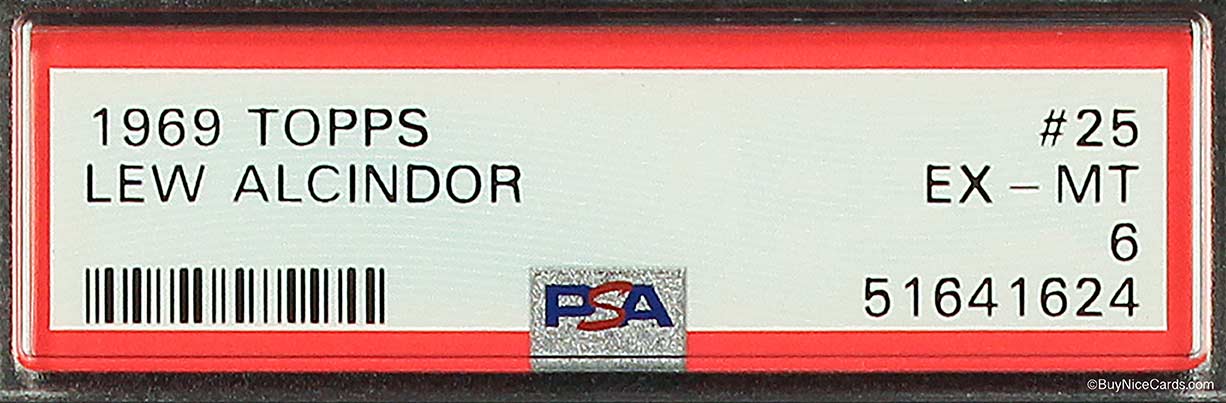 1969 TOPPS #25
LEW ALCINDOR EX - MT
6
51641624
PSA
©BuyNiceCards.com